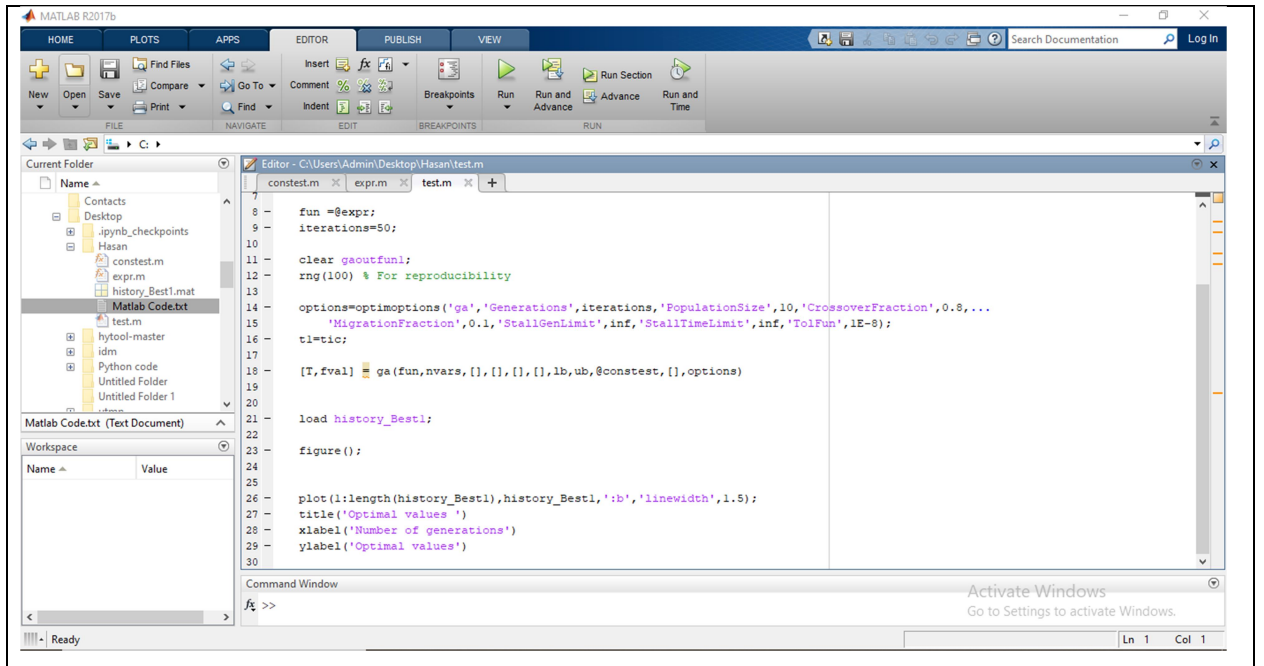 MATLAB R2017b
HOME PLOTS APPS EDITOR PUBLISH VIEW
Search Documentation Log In
New Open Save Find Files Compare Print
Go To Find
Insert fx Comment Indent
Breakpoints Run Run and Advance Run Section Advance Run and Time
FILE NAVIGATE EDIT BREAKPOINTS RUN
C:
Current Folder
Name
Contacts
Desktop
.ipynb_checkpoints
Hasan
constest.m
expr.m
history_Best1.mat
Matlab Code.txt
test.m
hytool-master
idm
Python code
Untitled Folder
Untitled Folder 1
Matlab Code.txt (Text Document)
Workspace
Name Value
Editor - C:\Users\Admin\Desktop\Hasan\test.m
constest.m expr.m test.m
7
8 – fun =@expr;
9 – iterations=50;
10
11 – clear gaoutfun1;
12 – rng(100) % For reproducibility
13
14 – options=optimoptions('ga','Generations',iterations,'PopulationSize',10,'CrossoverFraction',0.8,...
15 'MigrationFraction',0.1,'StallGenLimit',inf,'StallTimeLimit',inf,'TolFun',1E-8);
16 – t1=tic;
17
18 – [T,fval] = ga(fun,nvars,[],[],[],[],lb,ub,@constest,[],options)
19
20
21 – load history_Best1;
22
23 – figure();
24
25
26 – plot(1:length(history_Best1),history_Best1,':b','linewidth',1.5);
27 – title('Optimal values ')
28 – xlabel('Number of generations')
29 – ylabel('Optimal values')
30
Command Window
fx >>
Activate Windows
Go to Settings to activate Windows.
Ready
Ln 1 Col 1